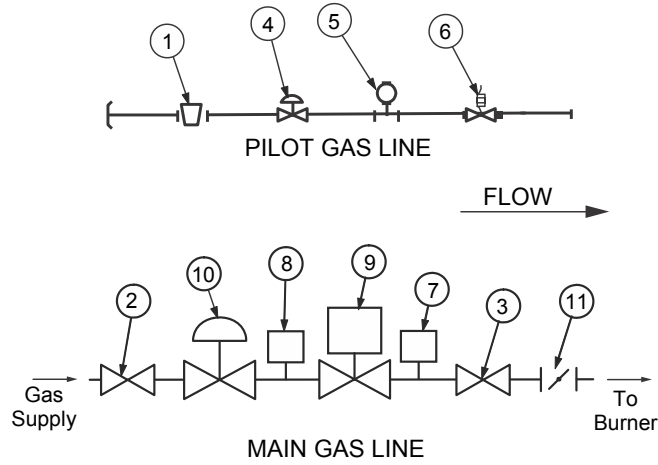 1
4
5
6
PILOT GAS LINE
FLOW
10
8
9
7
2
3
11
Gas
Supply
To
Burner
MAIN GAS LINE